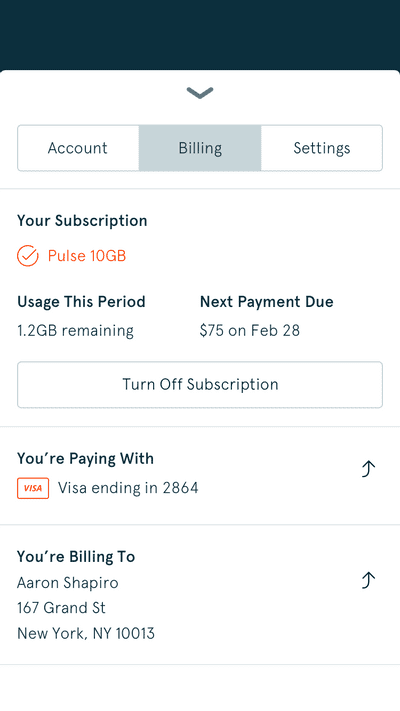 Account Billing Settings
Your Subscription
Pulse 10GB
Usage This Period Next Payment Due
1.2GB remaining $75 on Feb 28
Turn Off Subscription
You’re Paying With
VISA Visa ending in 2864
You’re Billing To
Aaron Shapiro
167 Grand St
New York, NY 10013